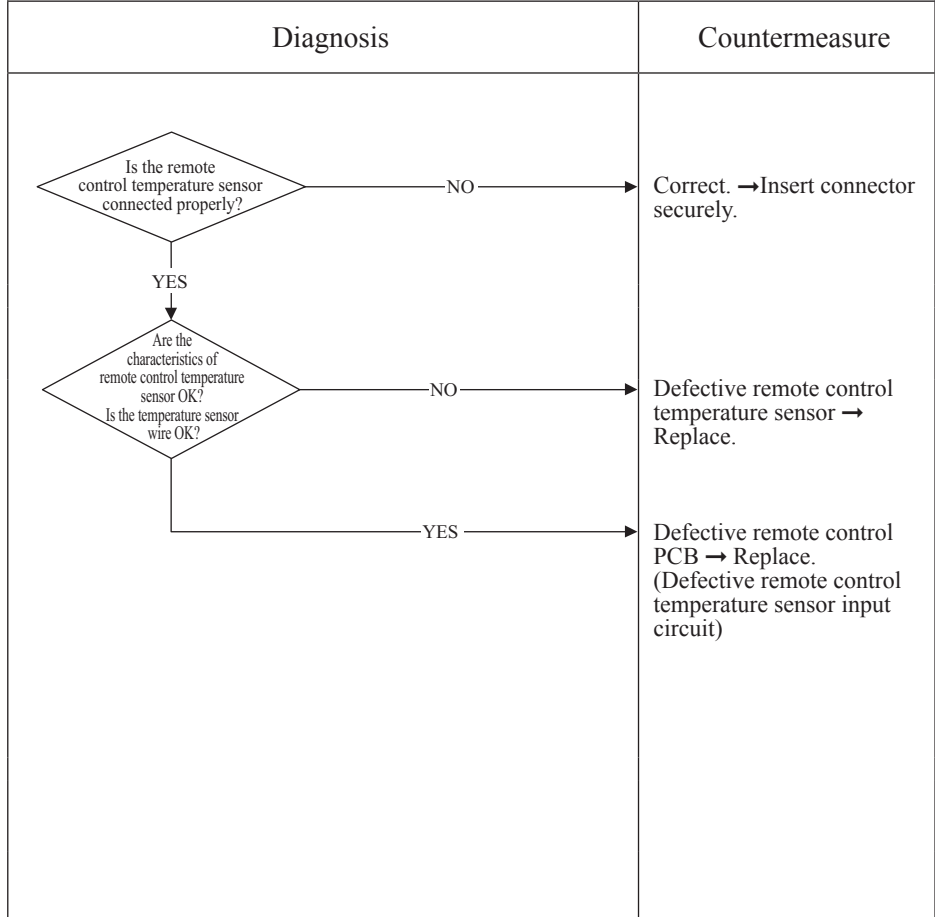 Diagnosis
Countermeasure
Is the remote
control temperature sensor
connected properly?
NO
Correct. →Insert connector
securely.
YES
Are the
characteristics of
remote control temperature
sensor OK?
Is the temperature sensor
wire OK?
NO
Defective remote control
temperature sensor →
Replace.
YES
Defective remote control
PCB → Replace.
(Defective remote control
temperature sensor input
circuit)